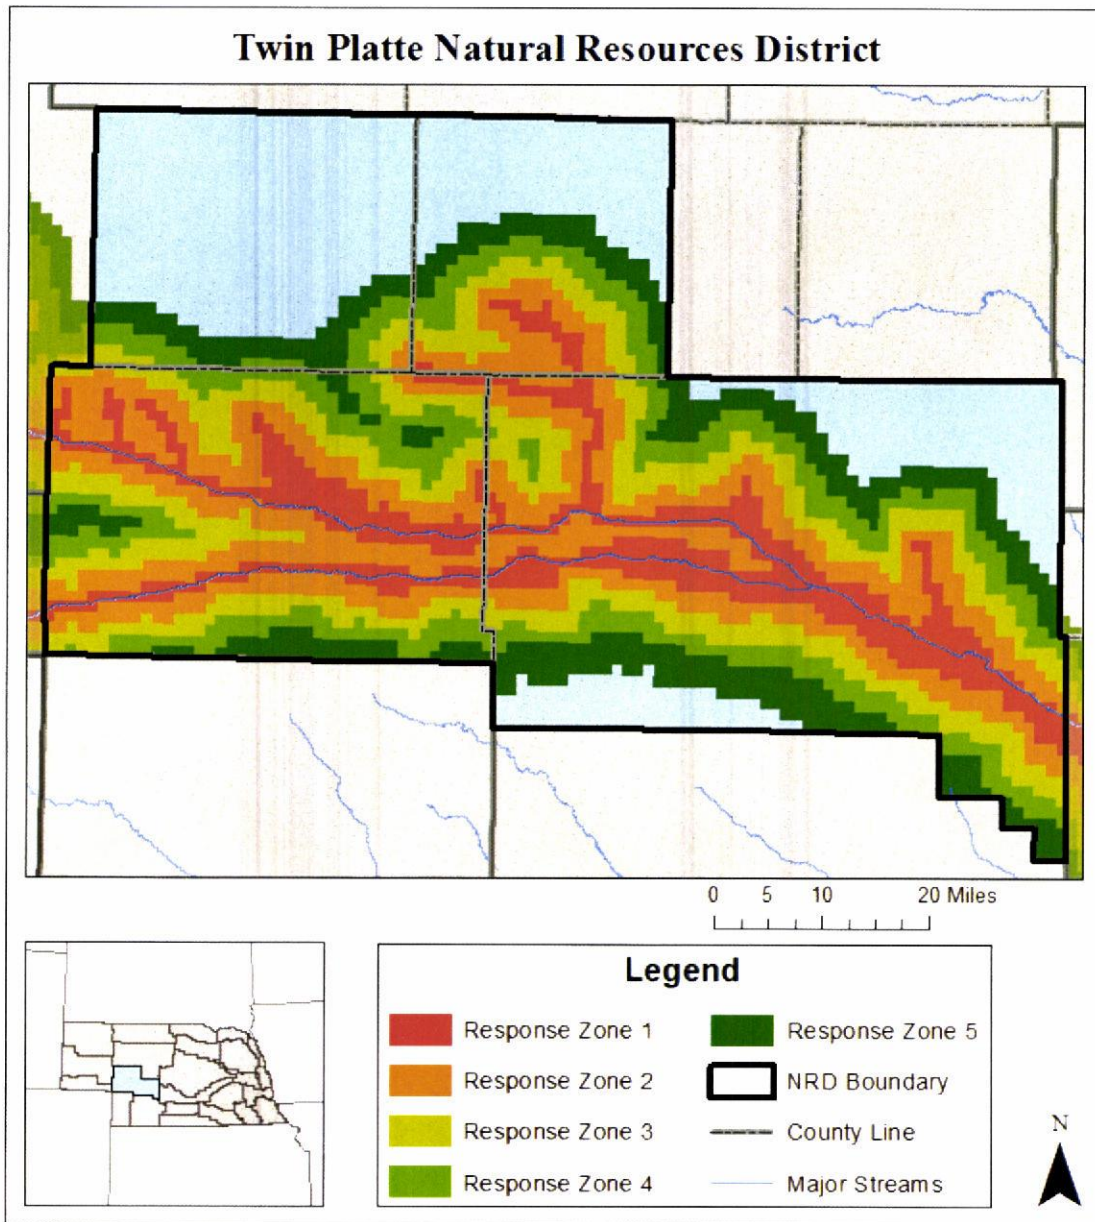 Twin Platte Natural Resources District
0 5 10 20 Miles
Legend
Response Zone 1
Response Zone 2
Response Zone 3
Response Zone 4
Response Zone 5
NRD Boundary
County Line
Major Streams
N